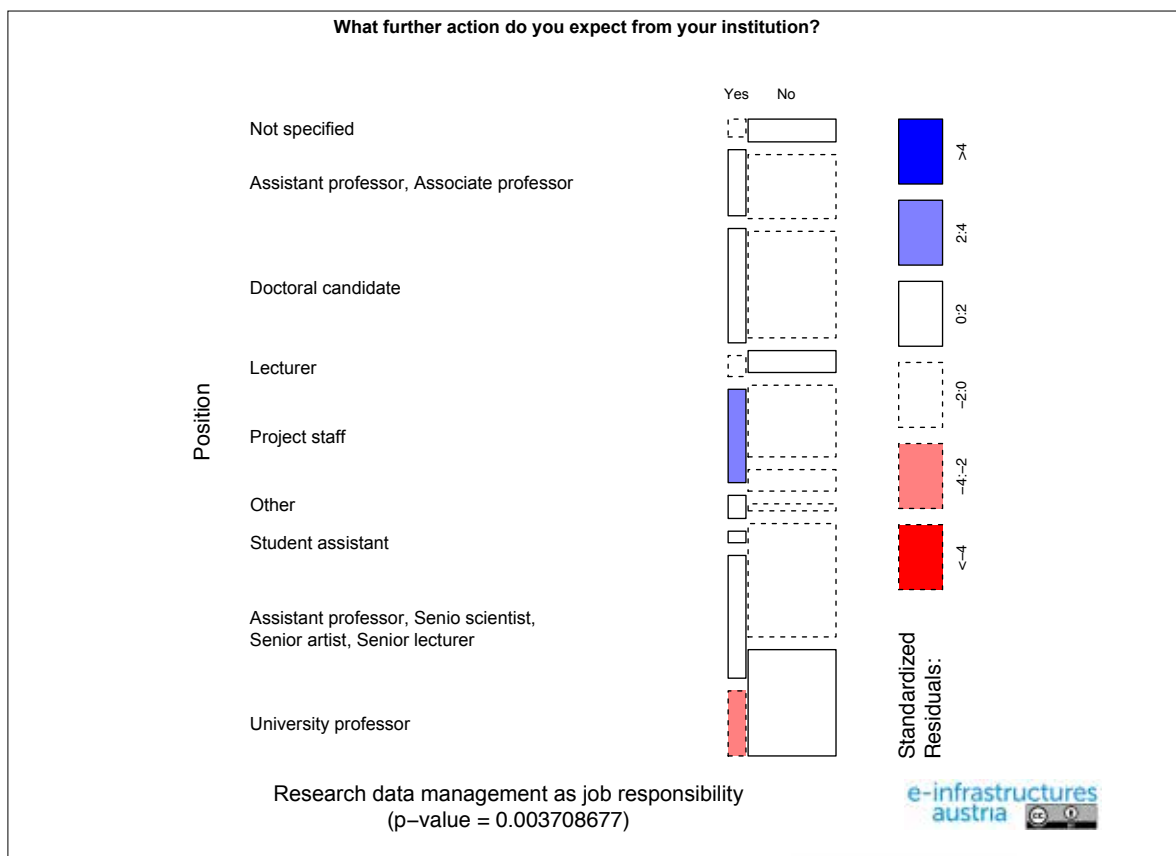 What further action do you expect from your institution?
Yes No
Not specified
Assistant professor, Associate professor
Doctoral candidate
Lecturer
Project staff
Other
Student assistant
Assistant professor, Senio scientist,
Senior artist, Senior lecturer
University professor
Position
>4
2:4
0:2
−2:0
−4:−2
<−4
Standardized
Residuals:
Research data management as job responsibility
(p−value = 0.003708677)
e-infrastructures
austria
cc